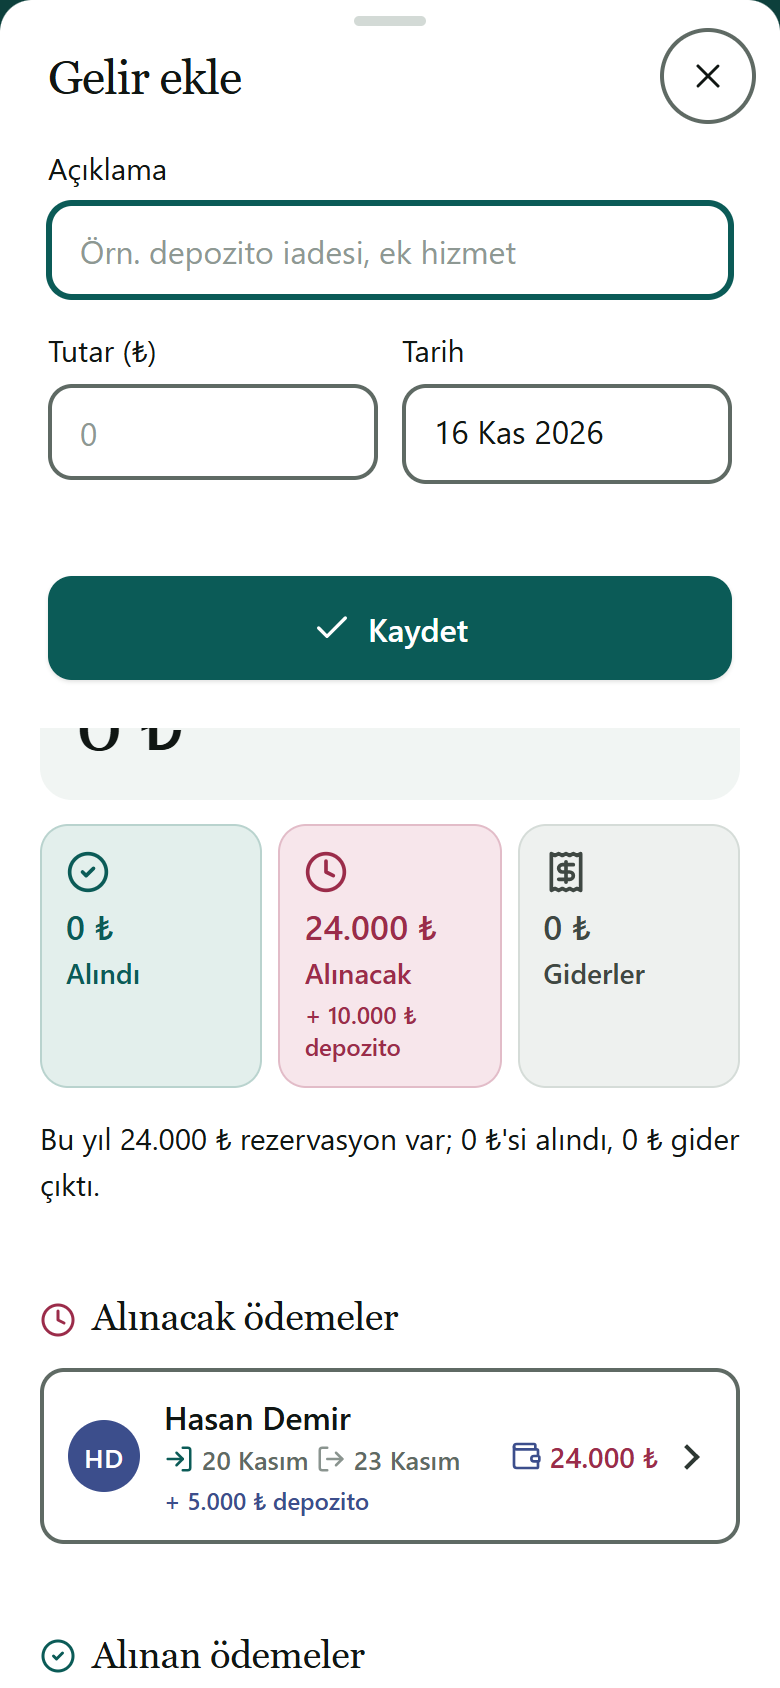 Gelir ekle
Açıklama
Örn. depozito iadesi, ek hizmet
Tutar (₺)
Tarih
0
16 Kas 2026
Kaydet
0 ₺
0 ₺
Alındı
24.000 ₺
Alınacak
+ 10.000 ₺
depozito
0 ₺
Giderler
Bu yıl 24.000 ₺ rezervasyon var; 0 ₺'si alındı, 0 ₺ gider
çıktı.
Alınacak ödemeler
HD
Hasan Demir
20 Kasım 23 Kasım
+ 5.000 ₺ depozito
24.000 ₺
Alınan ödemeler